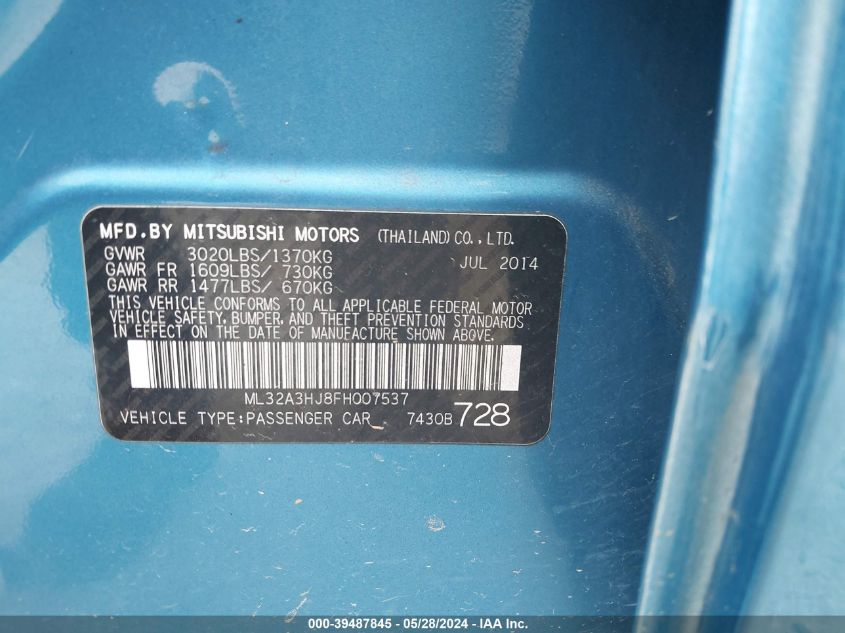 MFD.BY MITSUBISHI MOTORS (THAILAND) CO.,LTD.
GVWR 3020LBS/1370KG JUL 2014
GAWR FR 1609LBS/ 730KG
GAWR RR 1477LBS/ 670KG
THIS VEHICLE CONFORMS TO ALL APPLICABLE FEDERAL MOTOR
VEHICLE SAFETY, BUMPER, AND THEFT PREVENTION STANDARDS
IN EFFECT ON THE DATE OF MANUFACTURE SHOWN ABOVE.
ML32A3HJ8FH007537
VEHICLE TYPE:PASSENGER CAR 7430B 728
000-39487845 - 05/28/2024 - IAA Inc.